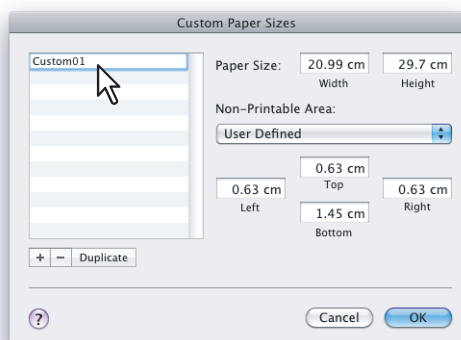 Custom Paper Sizes
Custom01
Paper Size:
20.99 cm
29.7 cm
Width
Height
Non-Printable Area:
User Defined
0.63 cm
Top
0.63 cm
Left
0.63 cm
Right
1.45 cm
Bottom
+ − Duplicate
?
Cancel
OK